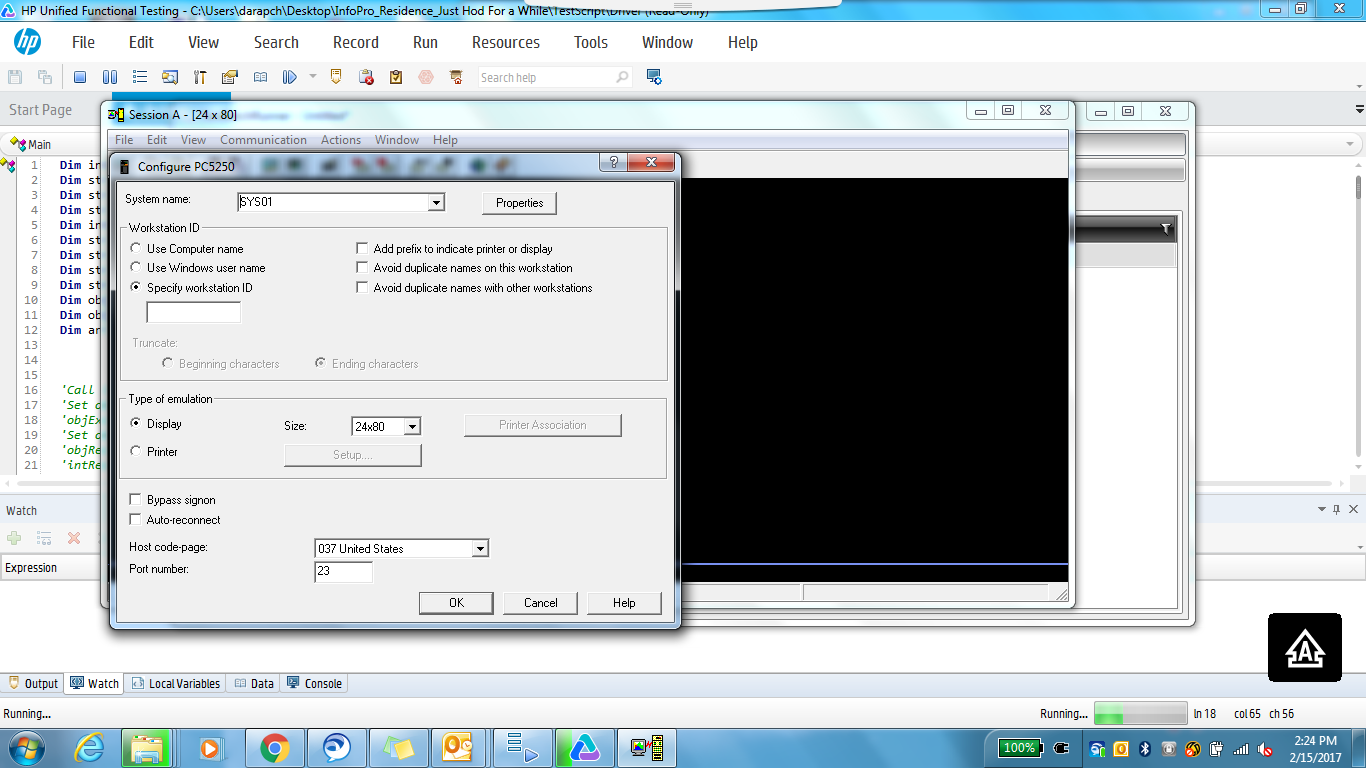 HP Unified Functional Testing - C:\Users\darapch\Desktop\InfoPro_Residence_Just Hod For a While\TestScript\Driver (Read-Only)
hp File Edit View Search Record Run Resources Tools Window Help
Search help
Start Page
Session A - [24 x 80]
File Edit View Communication Actions Window Help
Main
Configure PC5250
1 Dim in
2 Dim st
3 Dim st
4 Dim st
5 Dim in
6 Dim st
7 Dim st
8 Dim st
9 Dim st
10 Dim ob
11 Dim ob
12 Dim ar
13
14
15
16 'Call
17 'Set o
18 'objEx
19 'Set o
20 'objRe
21 'intRe
System name: SYS01 Properties
Workstation ID
Use Computer name Add prefix to indicate printer or display
Use Windows user name Avoid duplicate names on this workstation
Specify workstation ID Avoid duplicate names with other workstations
Truncate:
Beginning characters Ending characters
Type of emulation
Display Size: 24x80 Printer Association
Printer Setup....
Bypass signon
Auto-reconnect
Host code-page: 037 United States
Port number: 23
OK Cancel Help
Watch
Expression
A
Output Watch Local Variables Data Console
Running... Running... ln 18 col 65 ch 56
100% 2:24 PM
2/15/2017